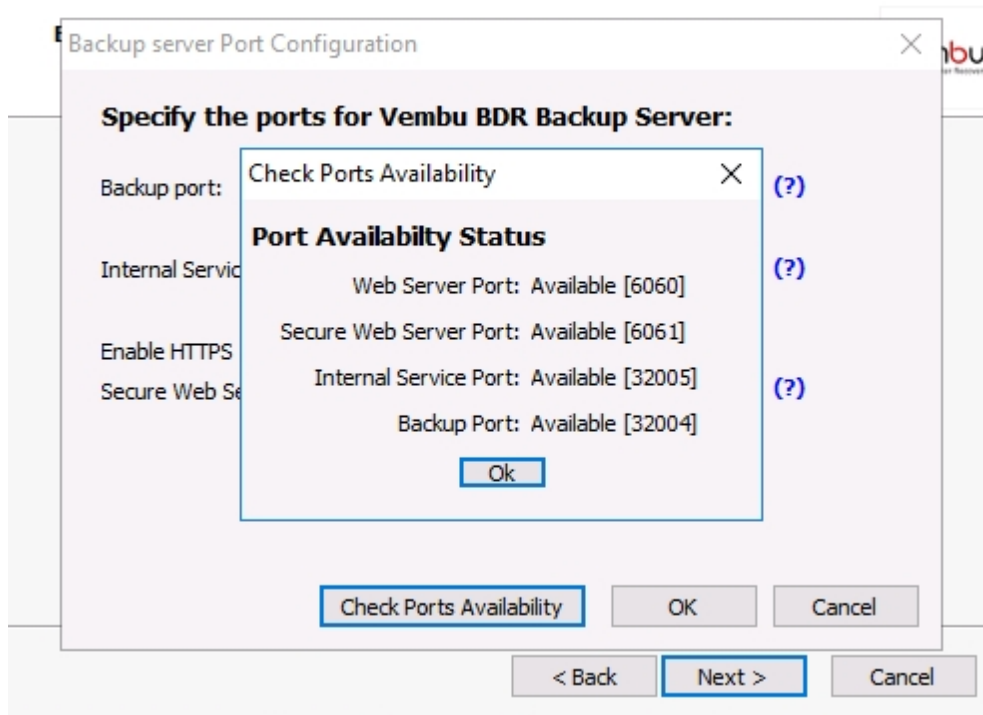 Backup server Port Configuration
Specify the ports for Vembu BDR Backup Server:
Backup port:
(?)
Check Ports Availability
Port Availabilty Status
Web Server Port: Available [6060]
Secure Web Server Port: Available [6061]
Internal Service Port: Available [32005]
Backup Port: Available [32004]
Ok
Internal Servic
(?)
Enable HTTPS
Secure Web Se
(?)
Check Ports Availability
OK
Cancel
< Back
Next >
Cancel